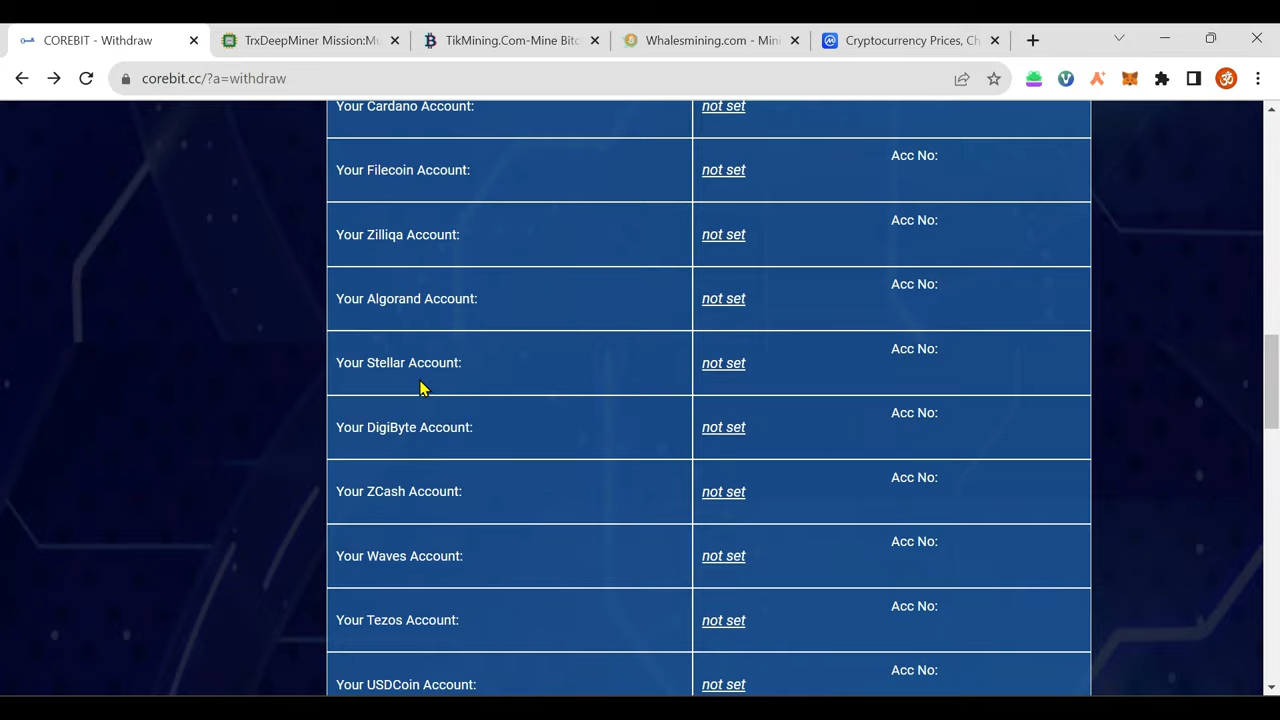 COREBIT - Withdraw
TrxDeepMiner Mission:Mu
TikMining.Com-Mine Bitc
Whalesmining.com - Mini
Cryptocurrency Prices, Ch
corebit.cc/?a=withdraw
Your Cardano Account: not set
Your Filecoin Account: not set Acc No:
Your Zilliqa Account: not set Acc No:
Your Algorand Account: not set Acc No:
Your Stellar Account: not set Acc No:
Your DigiByte Account: not set Acc No:
Your ZCash Account: not set Acc No:
Your Waves Account: not set Acc No:
Your Tezos Account: not set Acc No:
Your USDCoin Account: not set Acc No: